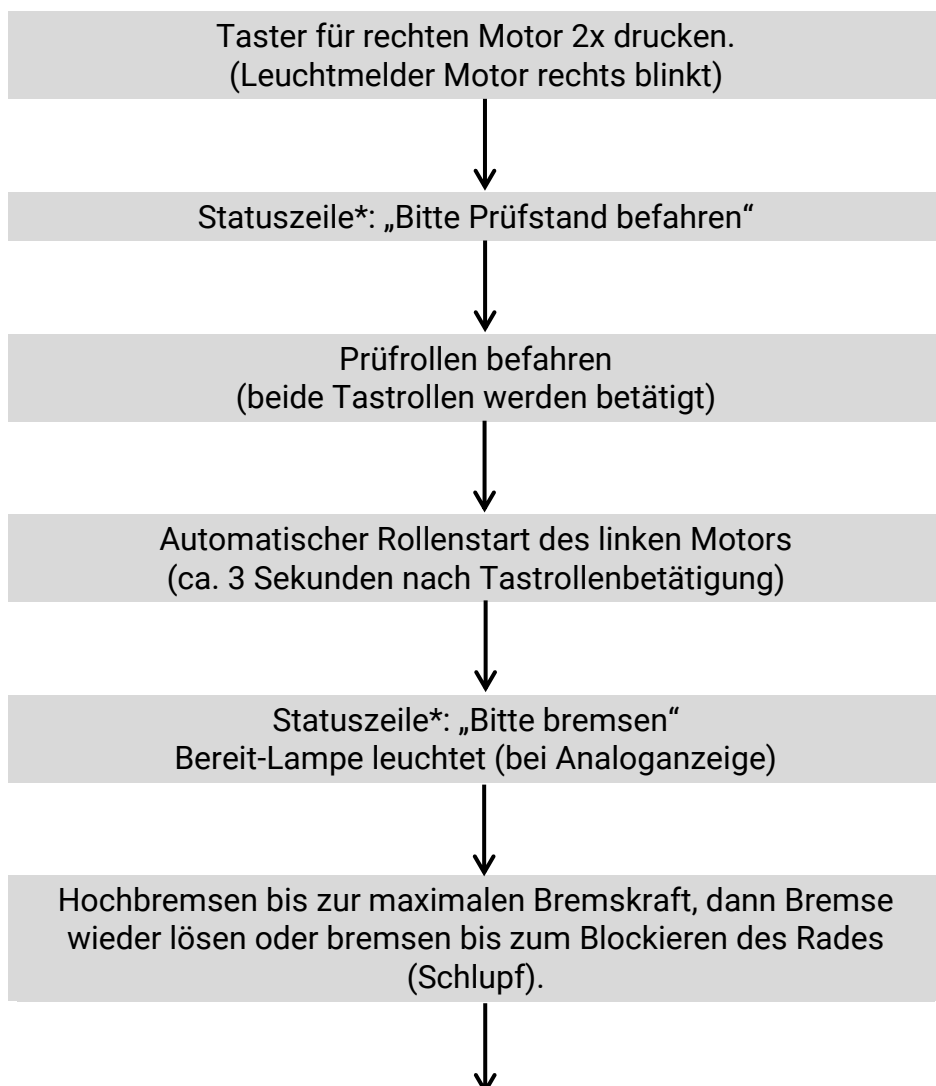 Taster für rechten Motor 2x drucken.
(Leuchtmelder Motor rechts blinkt)
Statuszeile*: „Bitte Prüfstand befahren“
Prüfrollen befahren
(beide Tastrollen werden betätigt)
Automatischer Rollenstart des linken Motors
(ca. 3 Sekunden nach Tastrollenbetätigung)
Statuszeile*: „Bitte bremsen“
Bereit-Lampe leuchtet (bei Analoganzeige)
Hochbremsen bis zur maximalen Bremskraft, dann Bremse
wieder lösen oder bremsen bis zum Blockieren des Rades
(Schlupf).